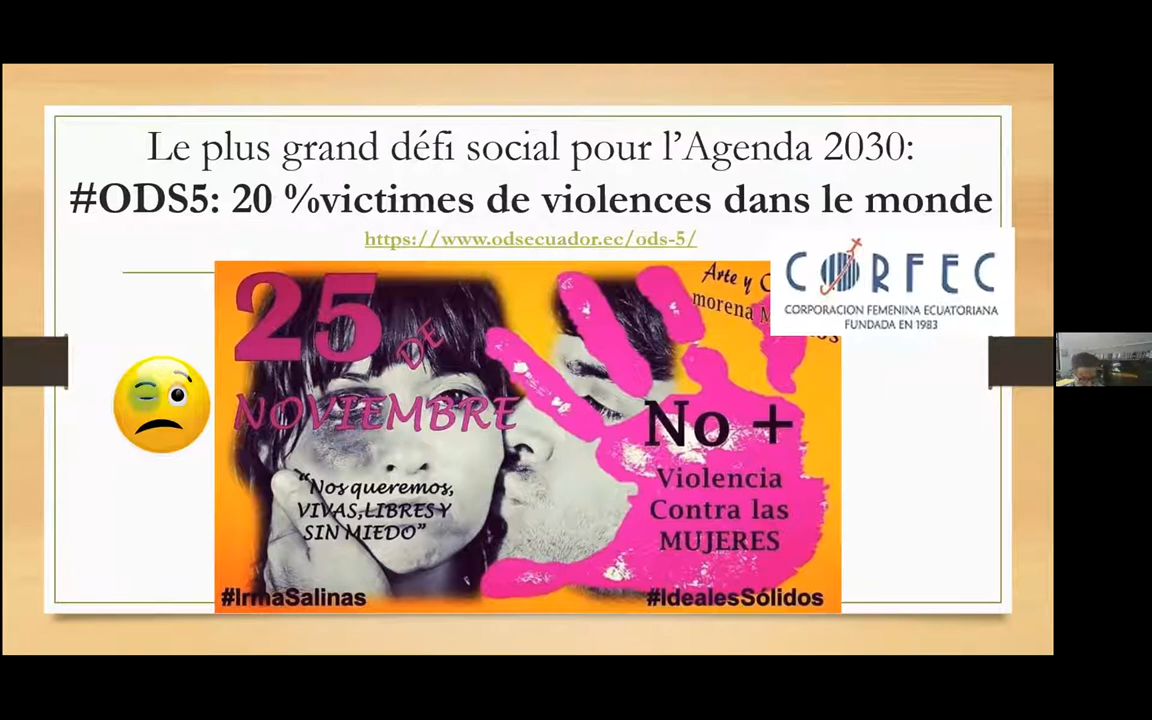 Le plus grand défi social pour l'Agenda 2030:
#ODS5: 20 %victimes de violences dans le monde
https://www.odsecuador.ec/ods-5/
CORFEC
CORPORACION FEMENINA ECUATORIANA
FUNDADA EN 1983
Arte y
morena
25
DE
NOVIEMBRE
"Nos queremos,
VIVAS,LIBRES Y
SIN MIEDO"
No +
Violencia
Contra las
MUJERES
#IrmaSalinas
#IdealesSólidos